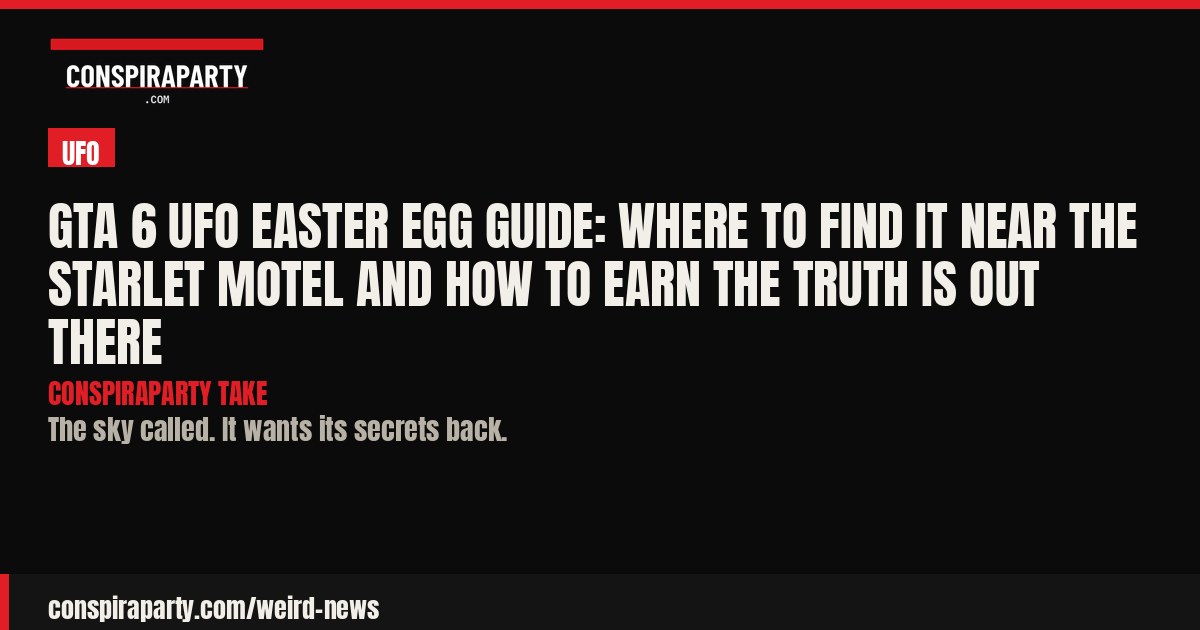 CONSPIRAPARTY
.COM
UFO
GTA 6 UFO EASTER EGG GUIDE: WHERE TO FIND IT NEAR THE
STARLET MOTEL AND HOW TO EARN THE TRUTH IS OUT
THERE
CONSPIRAPARTY TAKE
The sky called. It wants its secrets back.
conspiraparty.com/weird-news